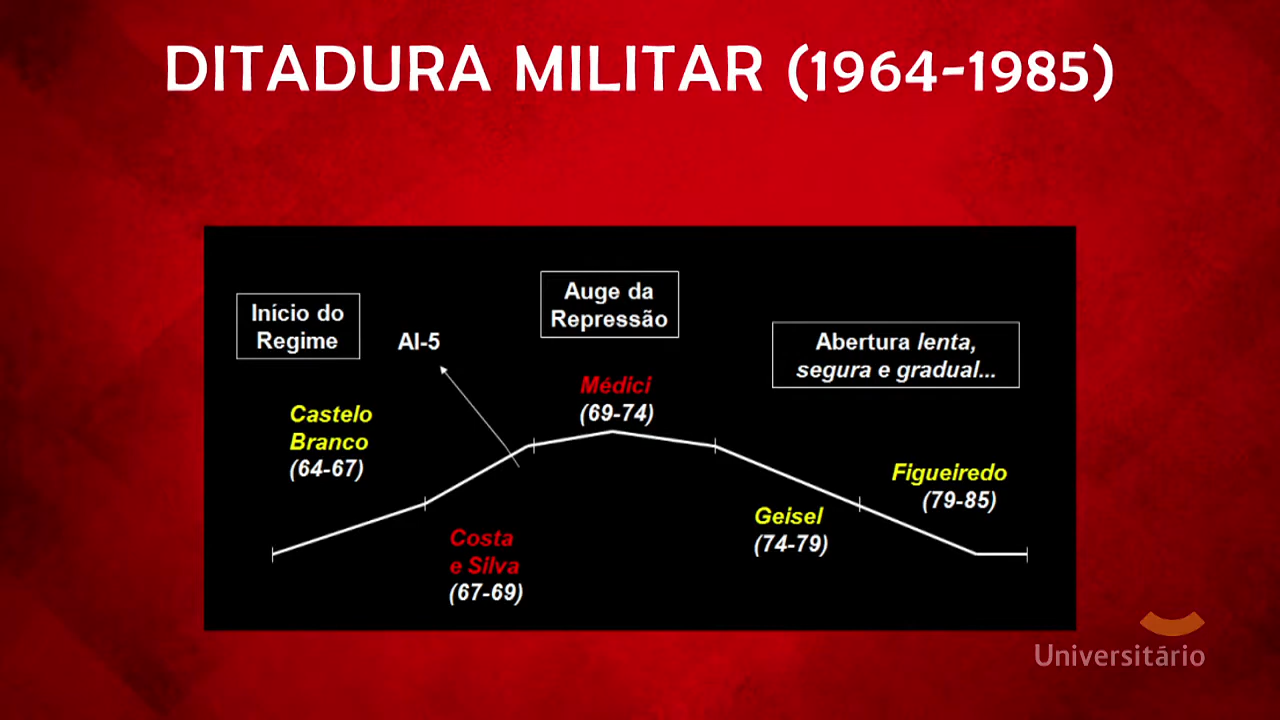 DITADURA MILITAR (1964-1985)
Início do
Regime
AI-5
Auge da
Repressão
Abertura lenta,
segura e gradual...
Castelo
Branco
(64-67)
Médici
(69-74)
Costa
e Silva
(67-69)
Geisel
(74-79)
Figueiredo
(79-85)
Universitário